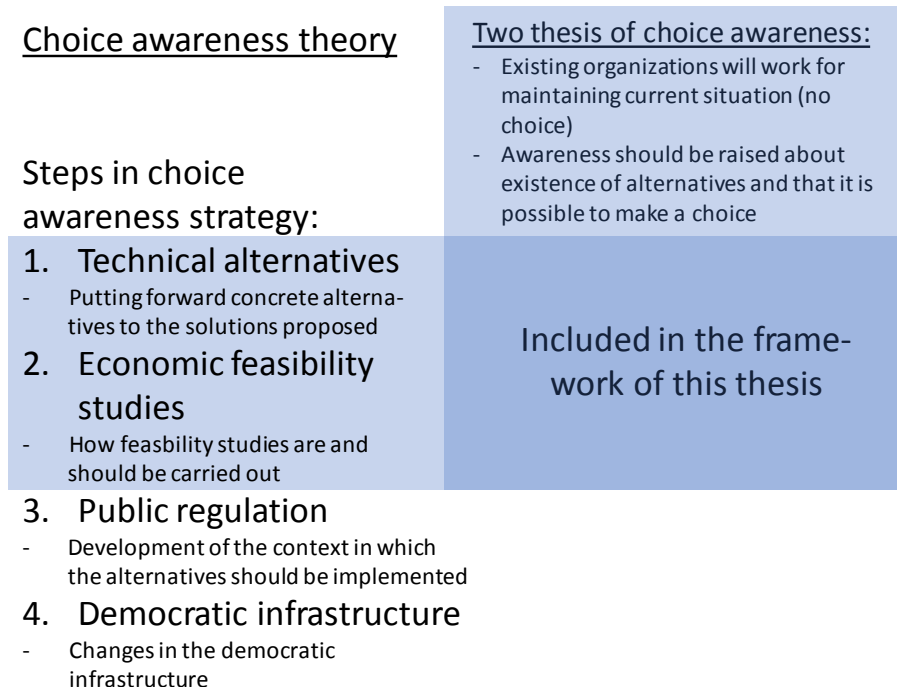 Choice awareness theory
Two thesis of choice awareness:
- Existing organizations will work for
maintaining current situation (no
choice)
- Awareness should be raised about
existence of alternatives and that it is
possible to make a choice
Steps in choice
awareness strategy:
1. Technical alternatives
- Putting forward concrete alterna-
tives to the solutions proposed
2. Economic feasibility
studies
- How feasbility studies are and
should be carried out
Included in the frame-
work of this thesis
3. Public regulation
- Development of the context in which
the alternatives should be implemented
4. Democratic infrastructure
- Changes in the democratic
infrastructure